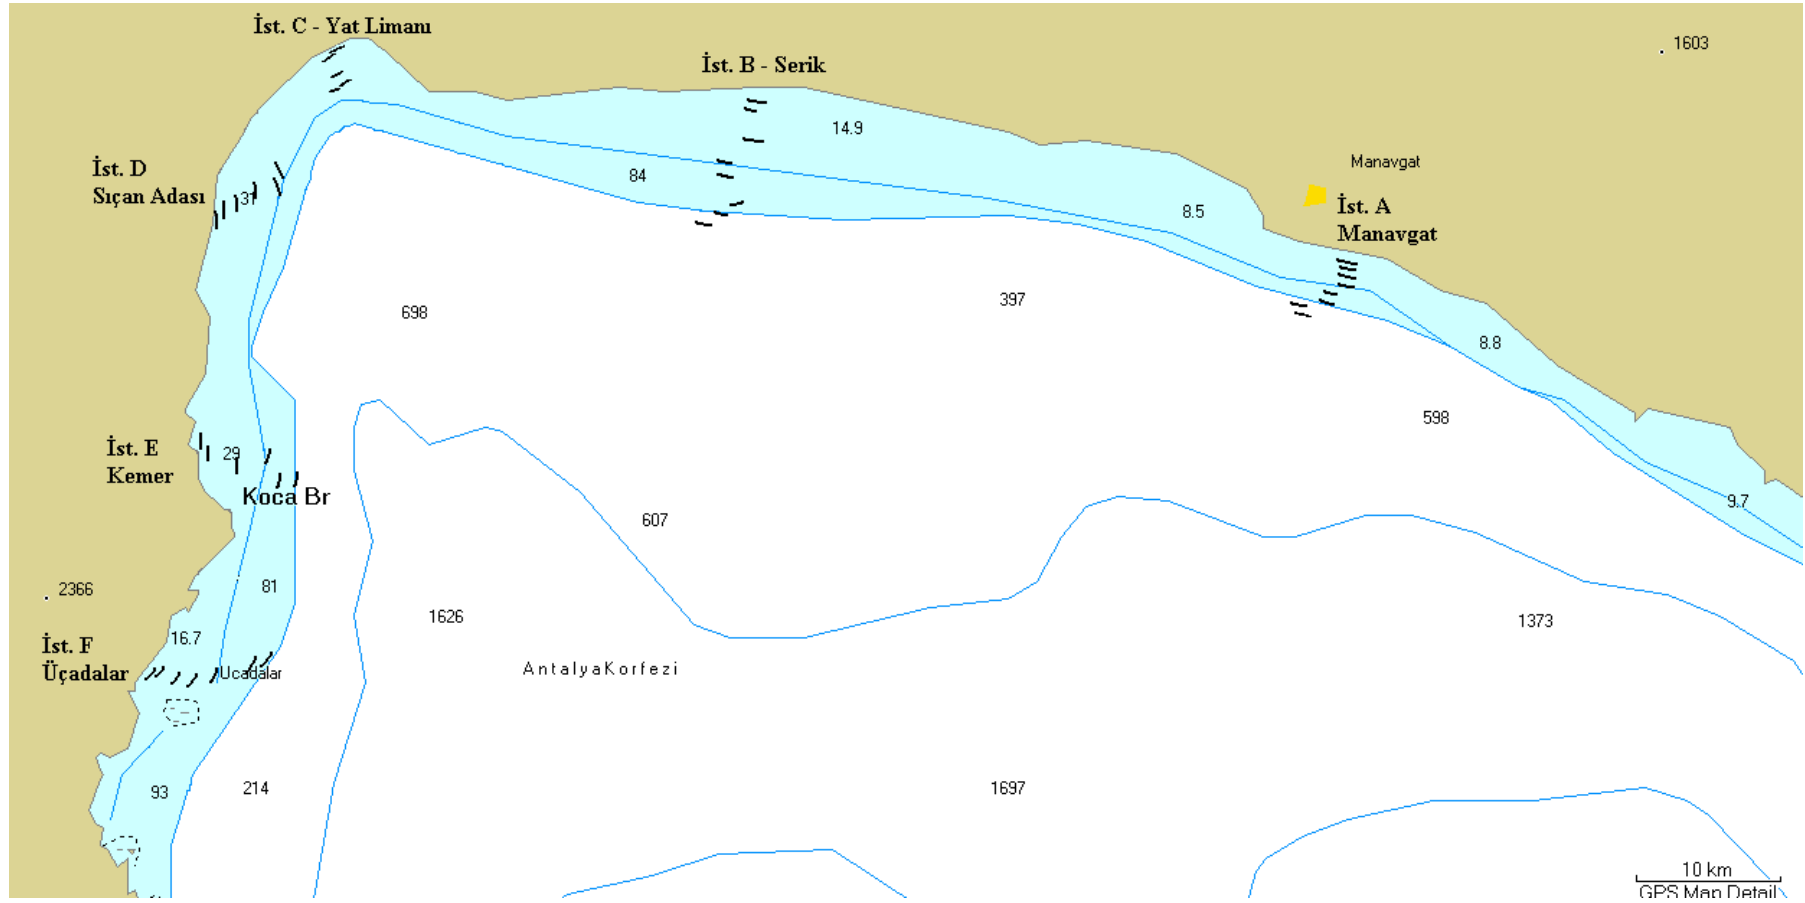 İst. C - Yat Limanı
1603
İst. B - Serik
14.9
Manavgat
İst. D
Sıçan Adası
31
84
8.5
İst. A
Manavgat
698
397
8.8
598
İst. E
Kemer
29
Koca Br
9.7
607
2366
81
16.7
1626
1373
İst. F
Üçadalar
Ucadalar
AntalyaKorfezi
93
214
1697
10 km
GPS Map Detail